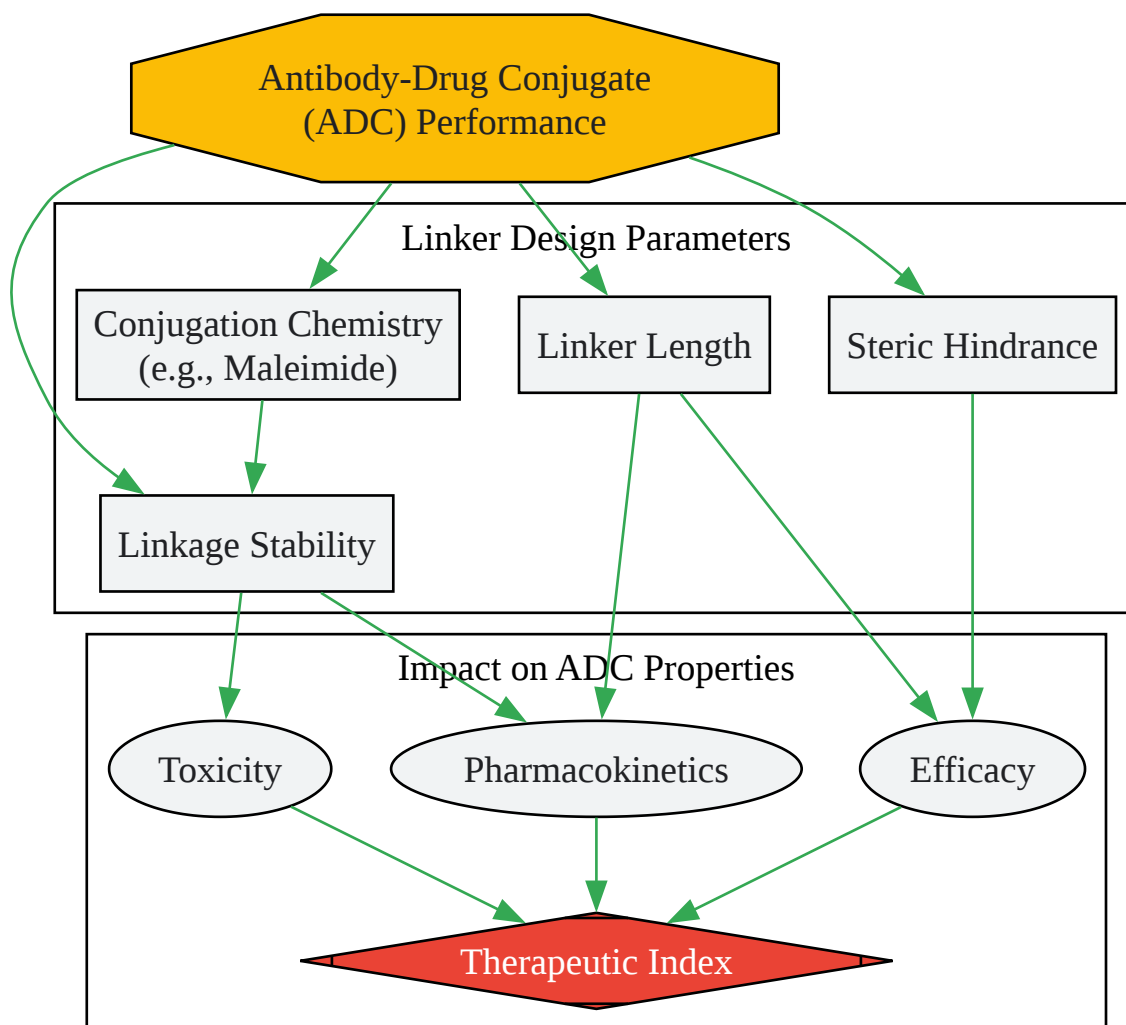 Antibody-Drug Conjugate
(ADC) Performance
Linker Design Parameters
Conjugation Chemistry
(e.g., Maleimide)
Linker Length
Steric Hindrance
Linkage Stability
Impact on ADC Properties
Toxicity
Pharmacokinetics
Efficacy
Therapeutic Index